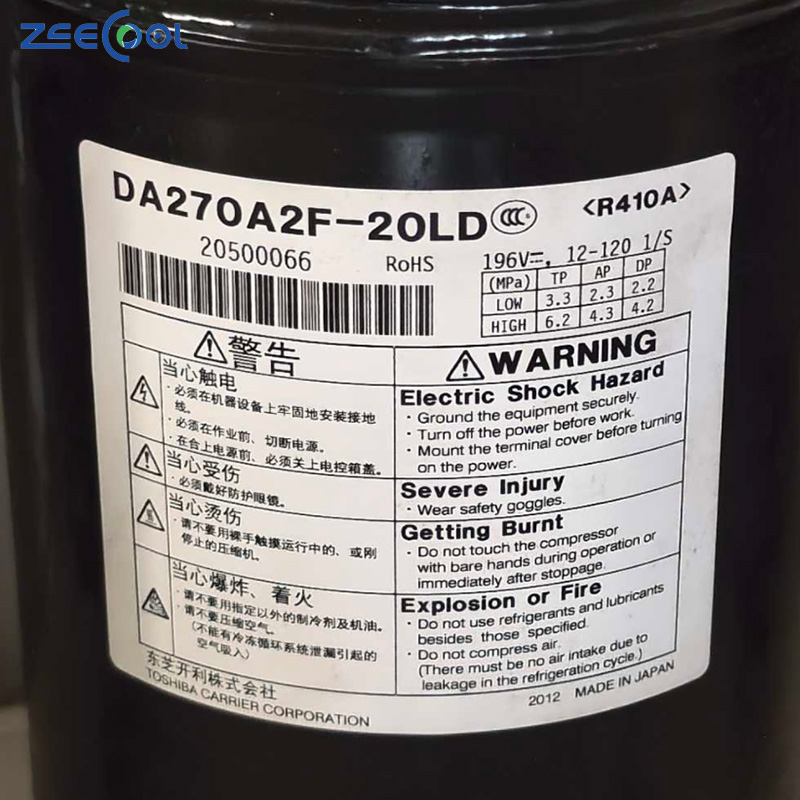 ZEECOOL
DA270A2F-20LD CCC <R410A>
20500066 RoHS
196V⎓, 12-120 1/S
(MPa) TP AP DP
LOW 3.3 2.3 2.2
HIGH 6.2 4.3 4.2
⚠警告
当心触电
・必须在机器设备上牢固地安装接地
线。
・必须在作业前、切断电源。
・在合上电源前、必须关上电控箱盖。
当心受伤
・必须戴好防护眼镜。
当心烫伤
・请不要用裸手触摸运行中的、或刚
停止的压缩机。
当心爆炸、着火
・请不要用指定以外的制冷剂及机油。
・请不要压缩空气。
(不能有冷冻循环系统泄漏引起的
空气吸入)
⚠WARNING
Electric Shock Hazard
・Ground the equipment securely.
・Turn off the power before work.
・Mount the terminal cover before turning
on the power.
Severe Injury
・Wear safety goggles.
Getting Burnt
・Do not touch the compressor
with bare hands during operation or
immediately after stoppage.
Explosion or Fire
・Do not use refrigerants and lubricants
besides those specified.
・Do not compress air.
(There must be no air intake due to
leakage in the refrigeration cycle.)
东芝开利株式会社
TOSHIBA CARRIER CORPORATION
2012 MADE IN JAPAN